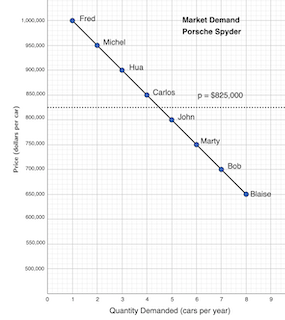 Market Demand
Porsche Spyder
Fred
Michel
Hua
Carlos
p = $825,000
John
Marty
Bob
Blaise
Price (dollars per car)
1,000,000
950,000
900,000
850,000
800,000
750,000
700,000
650,000
600,000
550,000
500,000
0 1 2 3 4 5 6 7 8 9
Quantity Demanded (cars per year)